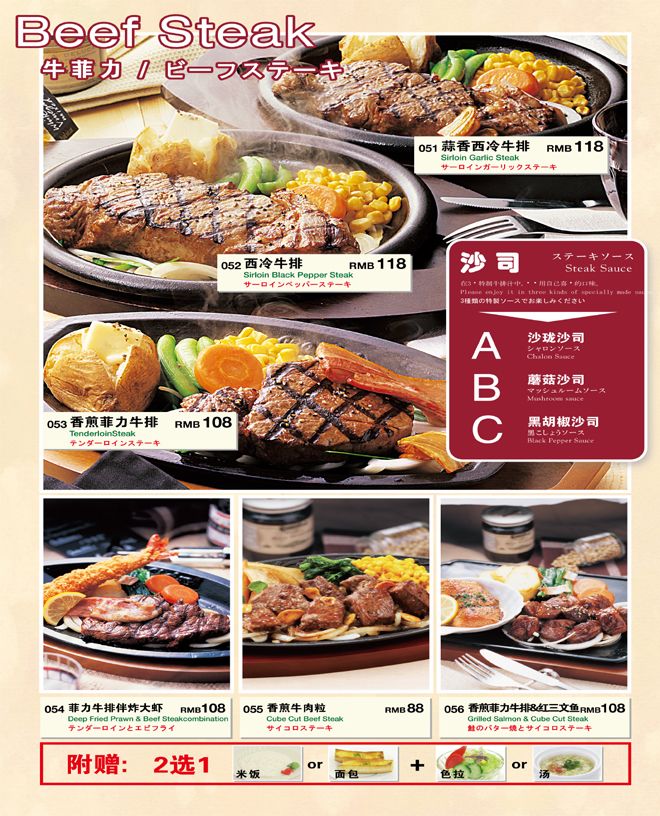 Beef Steak
牛菲力 / ビーフステーキ
051 蒜香西冷牛排 RMB 118
Sirloin Garlic Steak
サーロインガーリックステーキ
052 西冷牛排 RMB 118
Sirloin Black Pepper Steak
サーロインペッパーステーキ
053 香煎菲力牛排 RMB 108
TenderloinSteak
テンダーロインステーキ
沙司 ステーキソース
Steak Sauce
Please enjoy it in three kinds of specially made
3種類の特製ソースでお楽しみください
A 沙珑沙司
シャロンソース
Chalon Sauce
B 蘑菇沙司
マッシュルームソース
Mushroom sauce
C 黑胡椒沙司
黒こしょうソース
Black Pepper Sauce
054 菲力牛排伴炸大虾 RMB108
Deep Fried Prawn & Beef Steakcombination
テンダーロインとエビフライ
055 香煎牛肉粒 RMB 88
Cube Cut Beef Steak
サイコロステーキ
056 香煎菲力牛排&红三文鱼RMB108
Grilled Salmon & Cube Cut Steak
鮭のバター焼とサイコロステーキ
附赠: 2选1 米饭 or 面包 + 色拉 or 汤